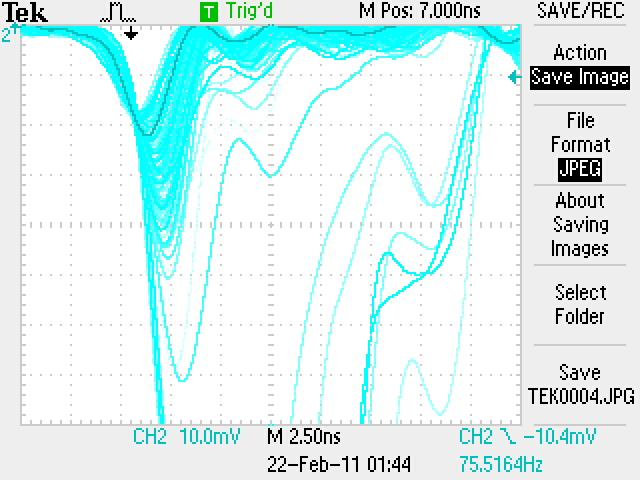 Tek T Trig'd M Pos: 7.000ns SAVE/REC
2
Action
Save Image
File
Format
JPEG
About
Saving
Images
Select
Folder
Save
TEK0004.JPG
CH2 10.0mV M 2.50ns CH2 -10.4mV
22-Feb-11 01:44 75.5164Hz